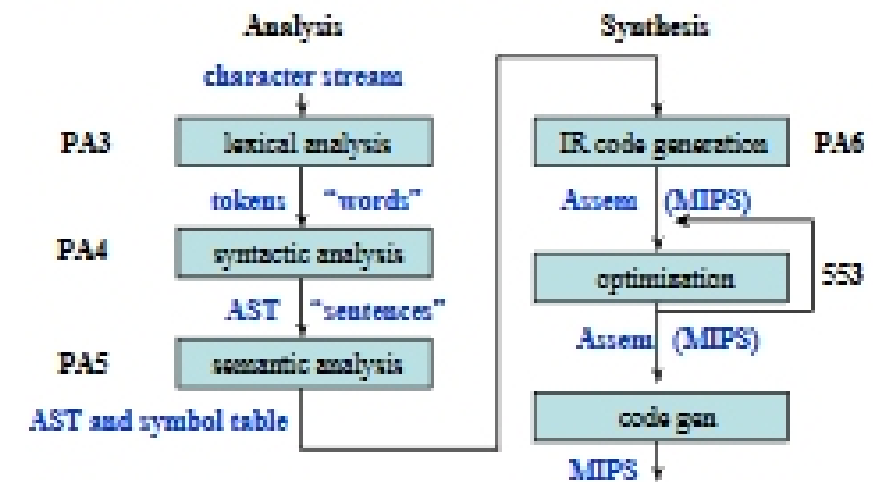 Analysis
character stream
PA3
lexical analysis
tokens "words"
PA4
syntactic analysis
AST "sentences"
PA5
semantic analysis
AST and symbol table
Synthesis
IR code generation
PA6
Assem (MIPS)
optimization
553
Assem (MIPS)
code gen
MIPS